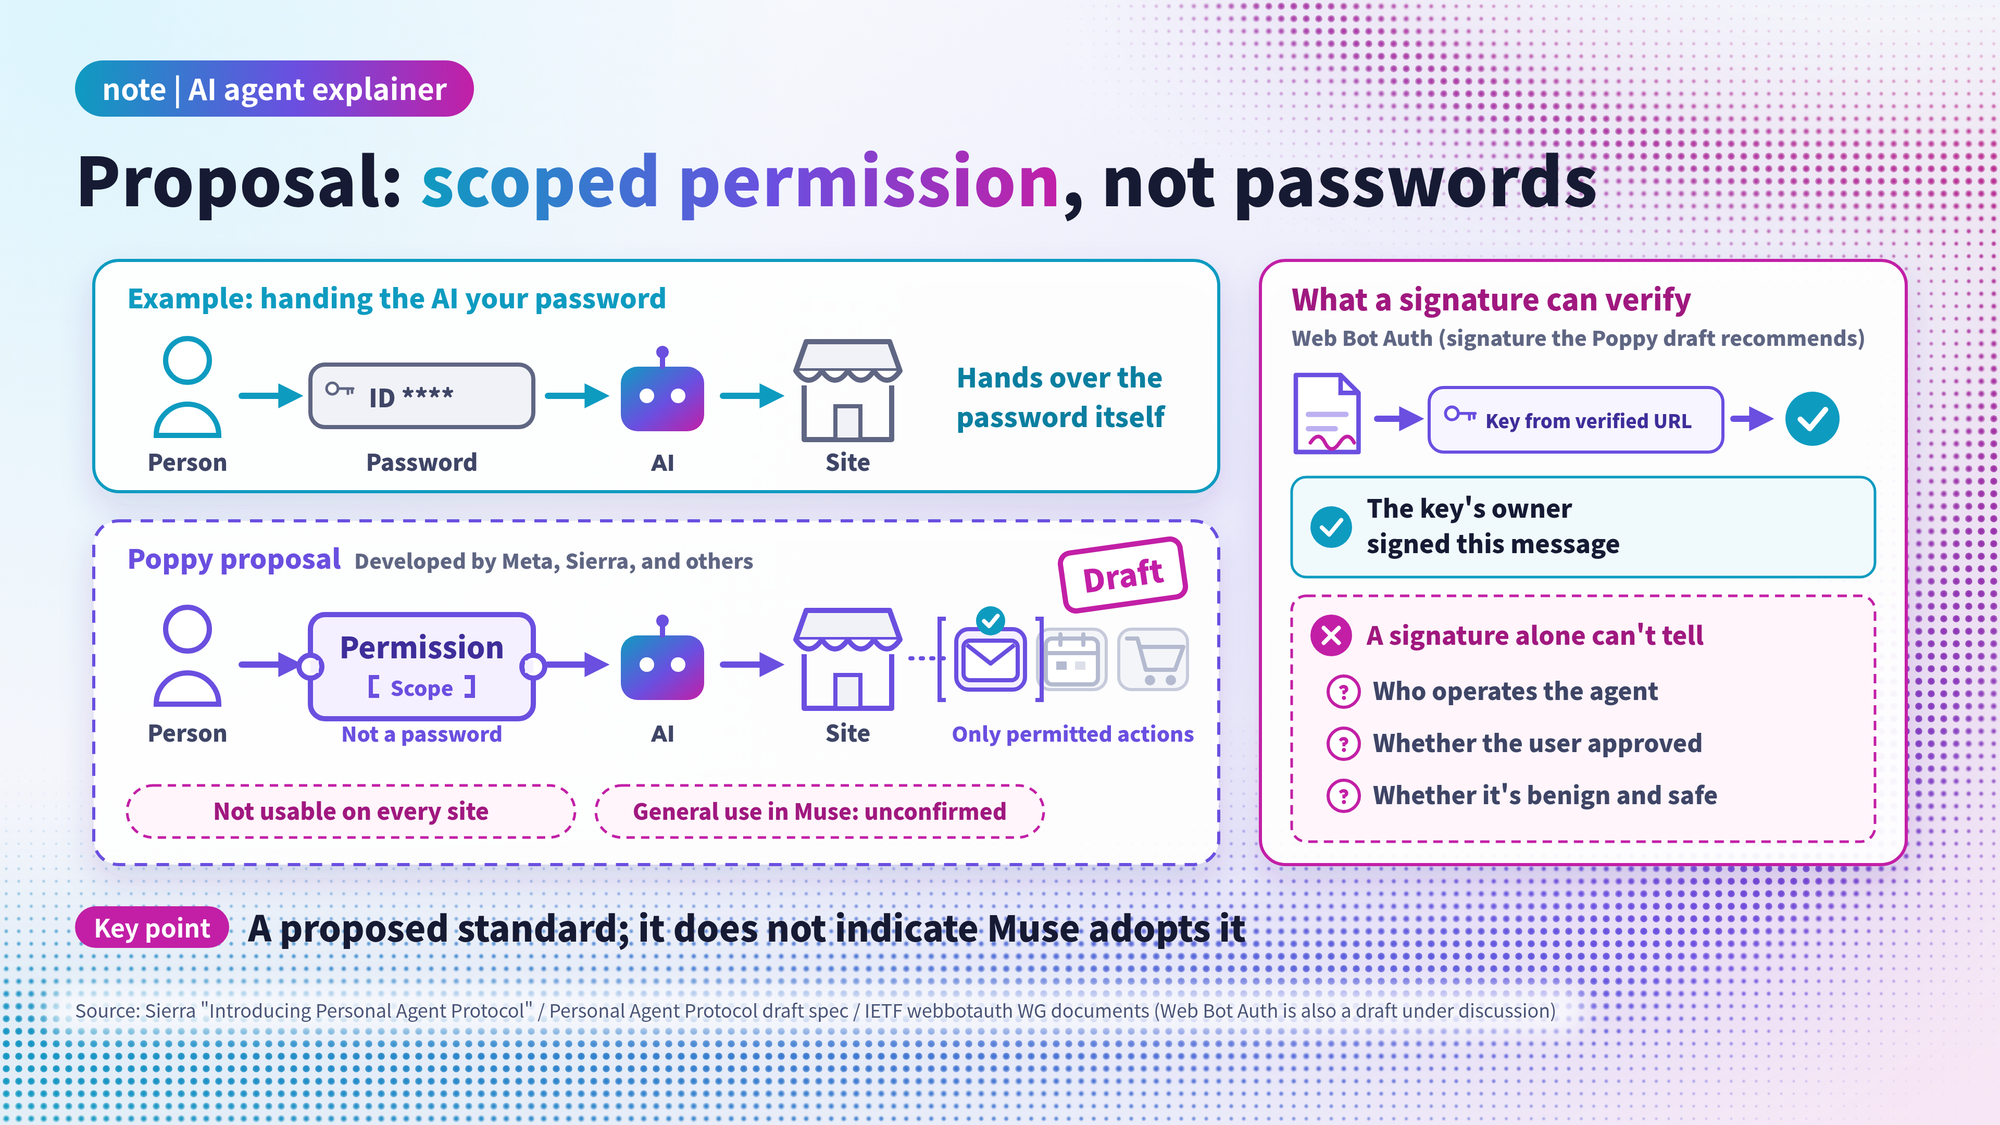 note | AI agent explainer
Proposal: scoped permission, not passwords
Example: handing the AI your password
ID ****
Person
Password
AI
Site
Hands over the
password itself
Poppy proposal Developed by Meta, Sierra, and others
Draft
Permission
[ Scope ]
Person
Not a password
AI
Site
Only permitted actions
Not usable on every site
General use in Muse: unconfirmed
What a signature can verify
Web Bot Auth (signature the Poppy draft recommends)
Key from verified URL
The key's owner
signed this message
A signature alone can't tell
? Who operates the agent
? Whether the user approved
? Whether it's benign and safe
Key point A proposed standard; it does not indicate Muse adopts it
Source: Sierra "Introducing Personal Agent Protocol" / Personal Agent Protocol draft spec / IETF webbotauth WG documents (Web Bot Auth is also a draft under discussion)